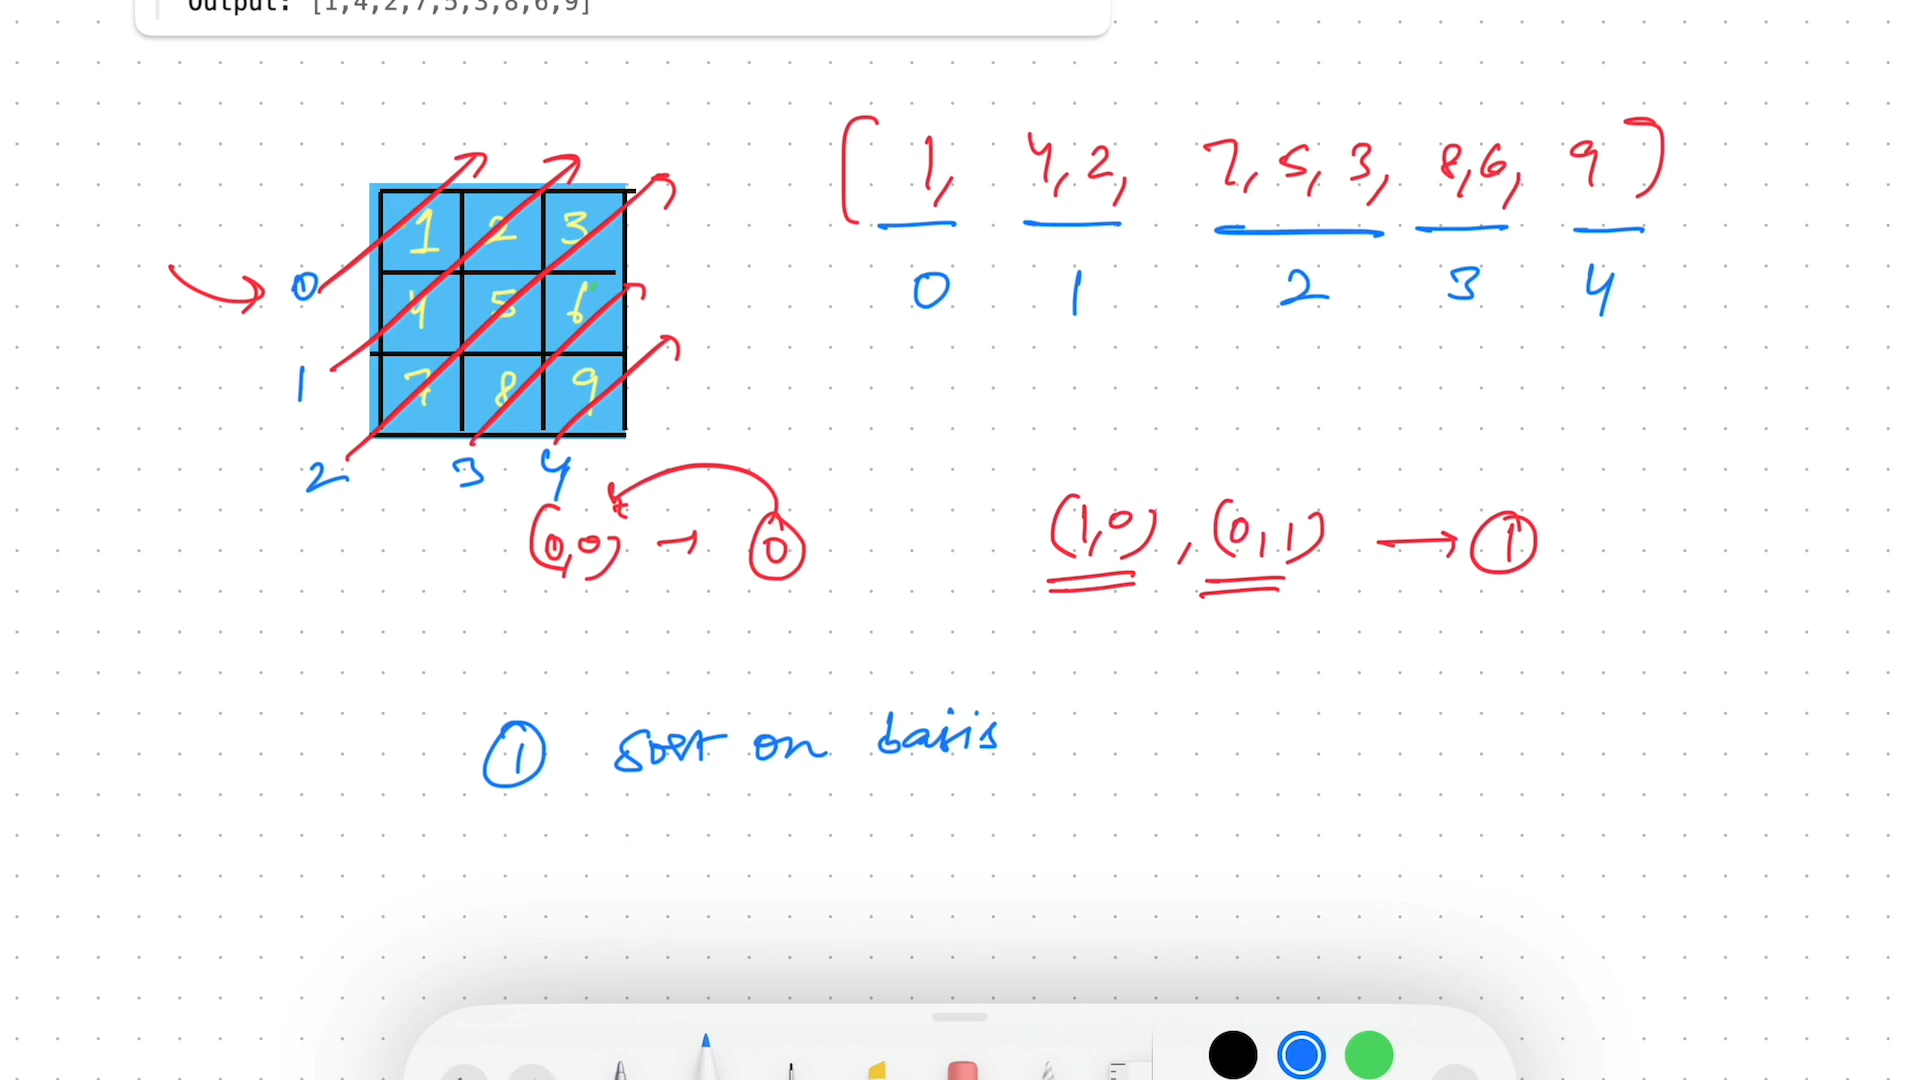 Output: [1,4,2,7,5,3,8,6,9]
[ 1, 4,2, 7,5,3, 8,6, 9 ]
0 1 2 3 4
1 2 3
0 4 5 6
1 7 8 9
2 3 4
(0,0) → 0
(1,0), (0,1) → 1
1 sort on basis